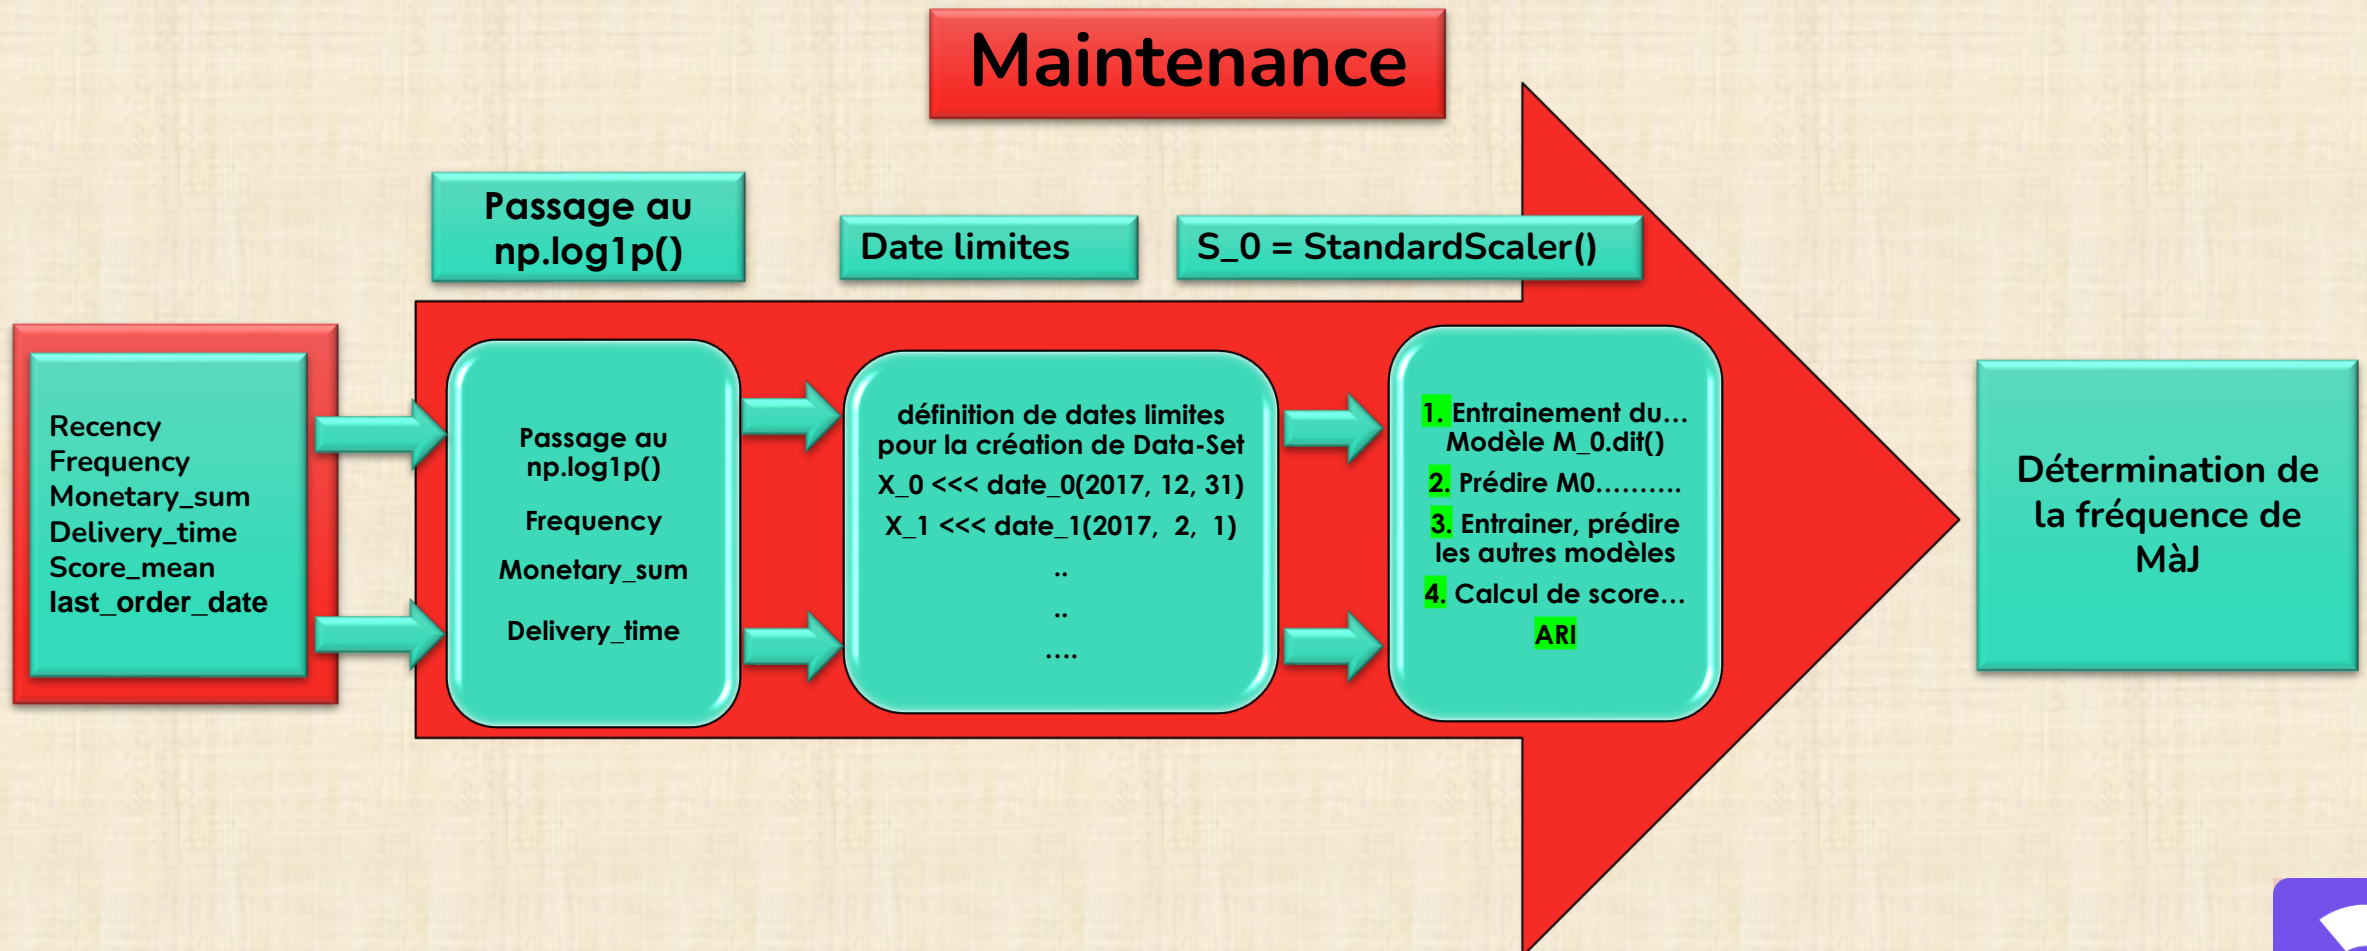 Maintenance
Passage au
np.log1p()
Date limites
S_0 = StandardScaler()
Recency
Frequency
Monetary_sum
Delivery_time
Score_mean
last_order_date
Passage au
np.log1p()
Frequency
Monetary_sum
Delivery_time
définition de dates limites
pour la création de Data-Set
X_0 <<< date_0(2017, 12, 31)
X_1 <<< date_1(2017, 2, 1)
..
..
....
1. Entrainement du...
Modèle M_0.dit()
2. Prédire M0..........
3. Entrainer, prédire
les autres modèles
4. Calcul de score...
ARI
Détermination de
la fréquence de
MàJ